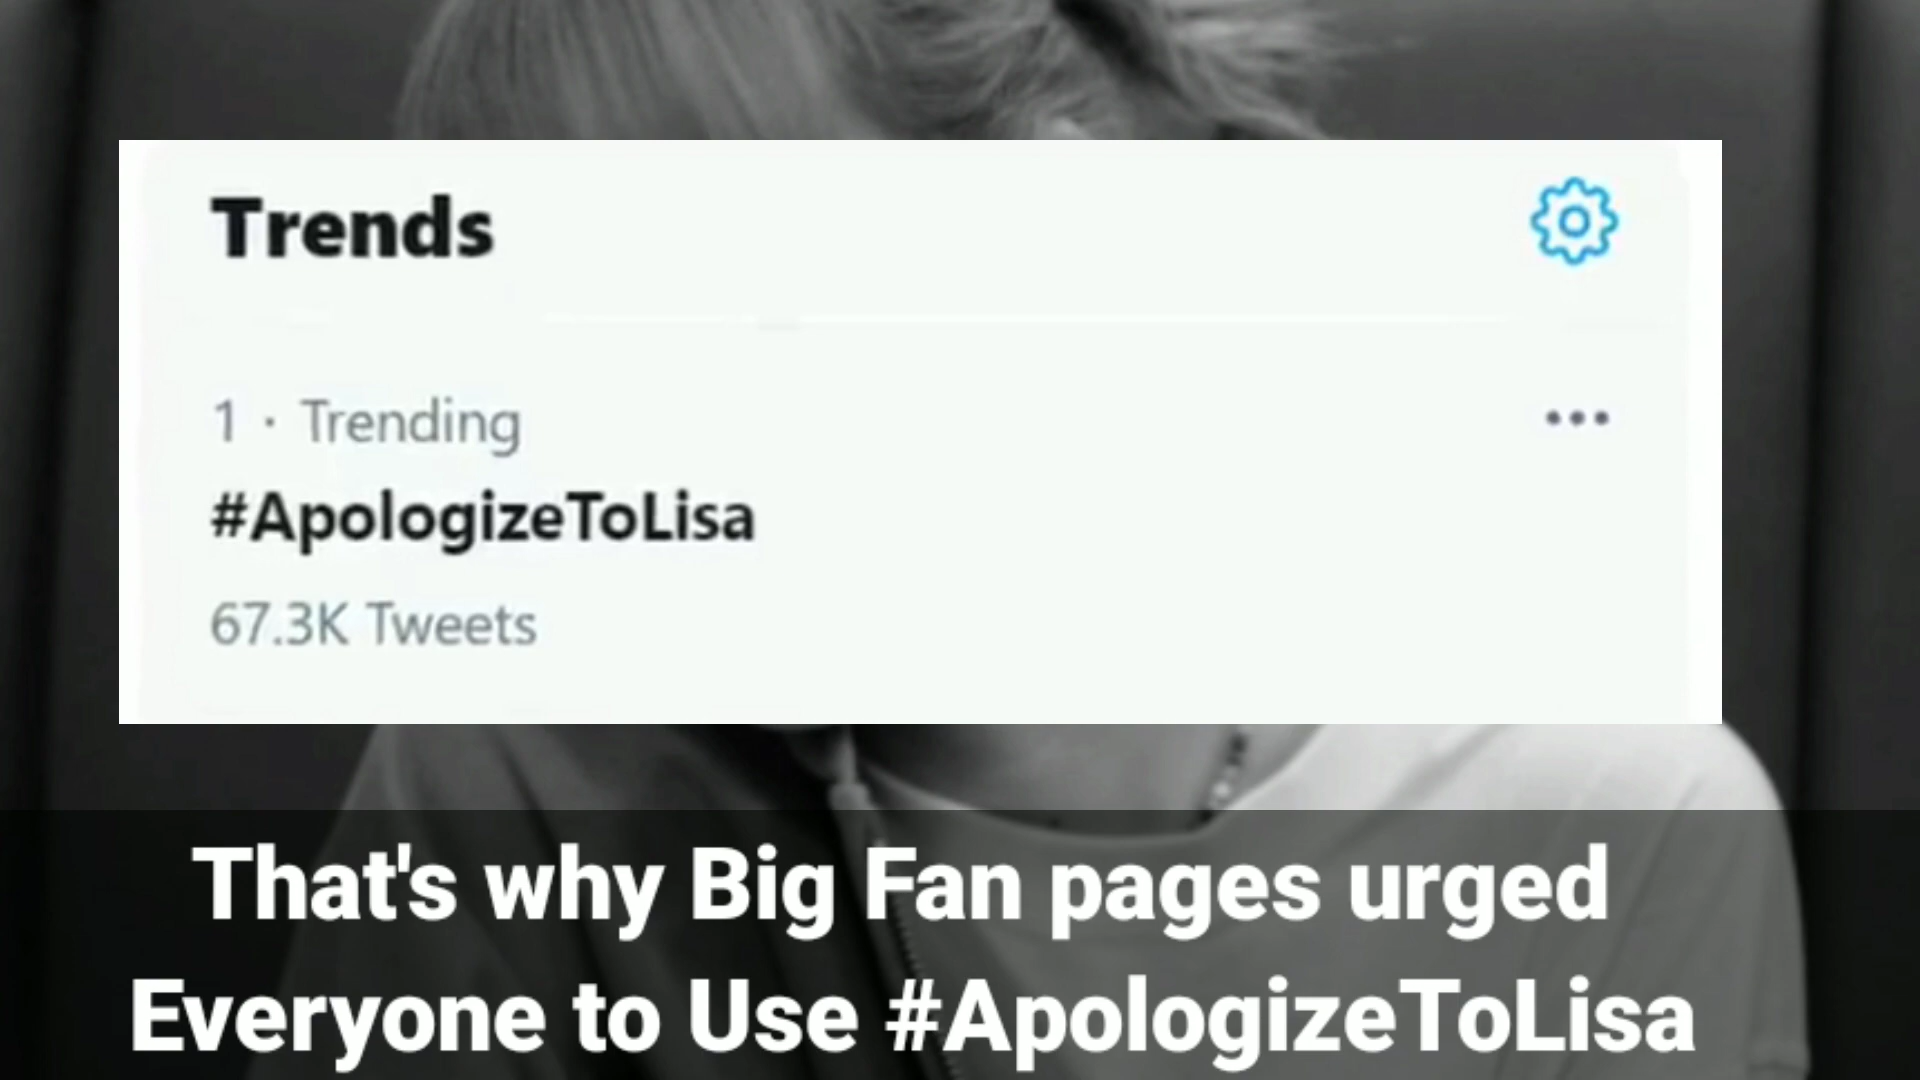 Trends
1 · Trending
#ApologizeToLisa
67.3K Tweets
That's why Big Fan pages urged
Everyone to Use #ApologizeToLisa